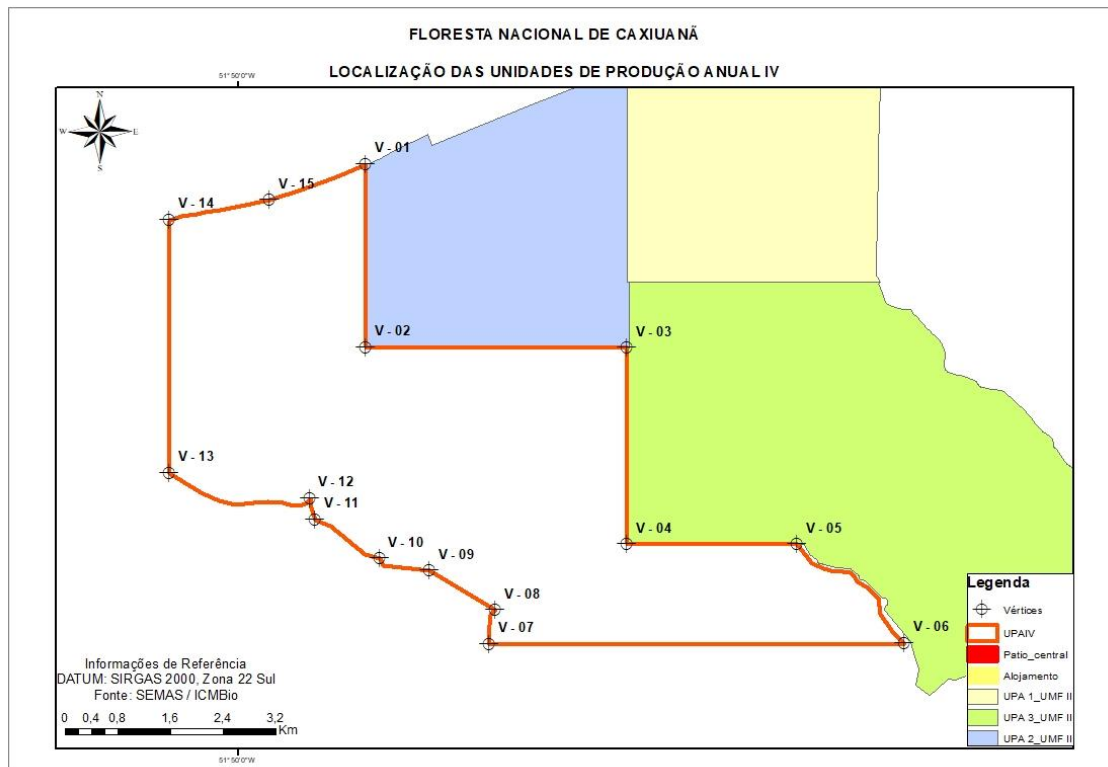 FLORESTA NACIONAL DE CAXIUANÃ
LOCALIZAÇÃO DAS UNIDADES DE PRODUÇÃO ANUAL IV
51°50'0"W
N
W
E
S
V - 01
V - 15
V - 14
V - 02
V - 03
V - 13
V - 12
V - 11
V - 10
V - 09
V - 04
V - 05
V - 08
V - 07
V - 06
Legenda
Vértices
UPAIV
Patio_central
Alojamento
UPA 1_UMF II
UPA 3_UMF II
UPA 2_UMF II
Informações de Referência
DATUM: SIRGAS 2000, Zona 22 Sul
Fonte: SEMAS / ICMBio
0 0,4 0,8 1,6 2,4 3,2
Km
51°50'0"W